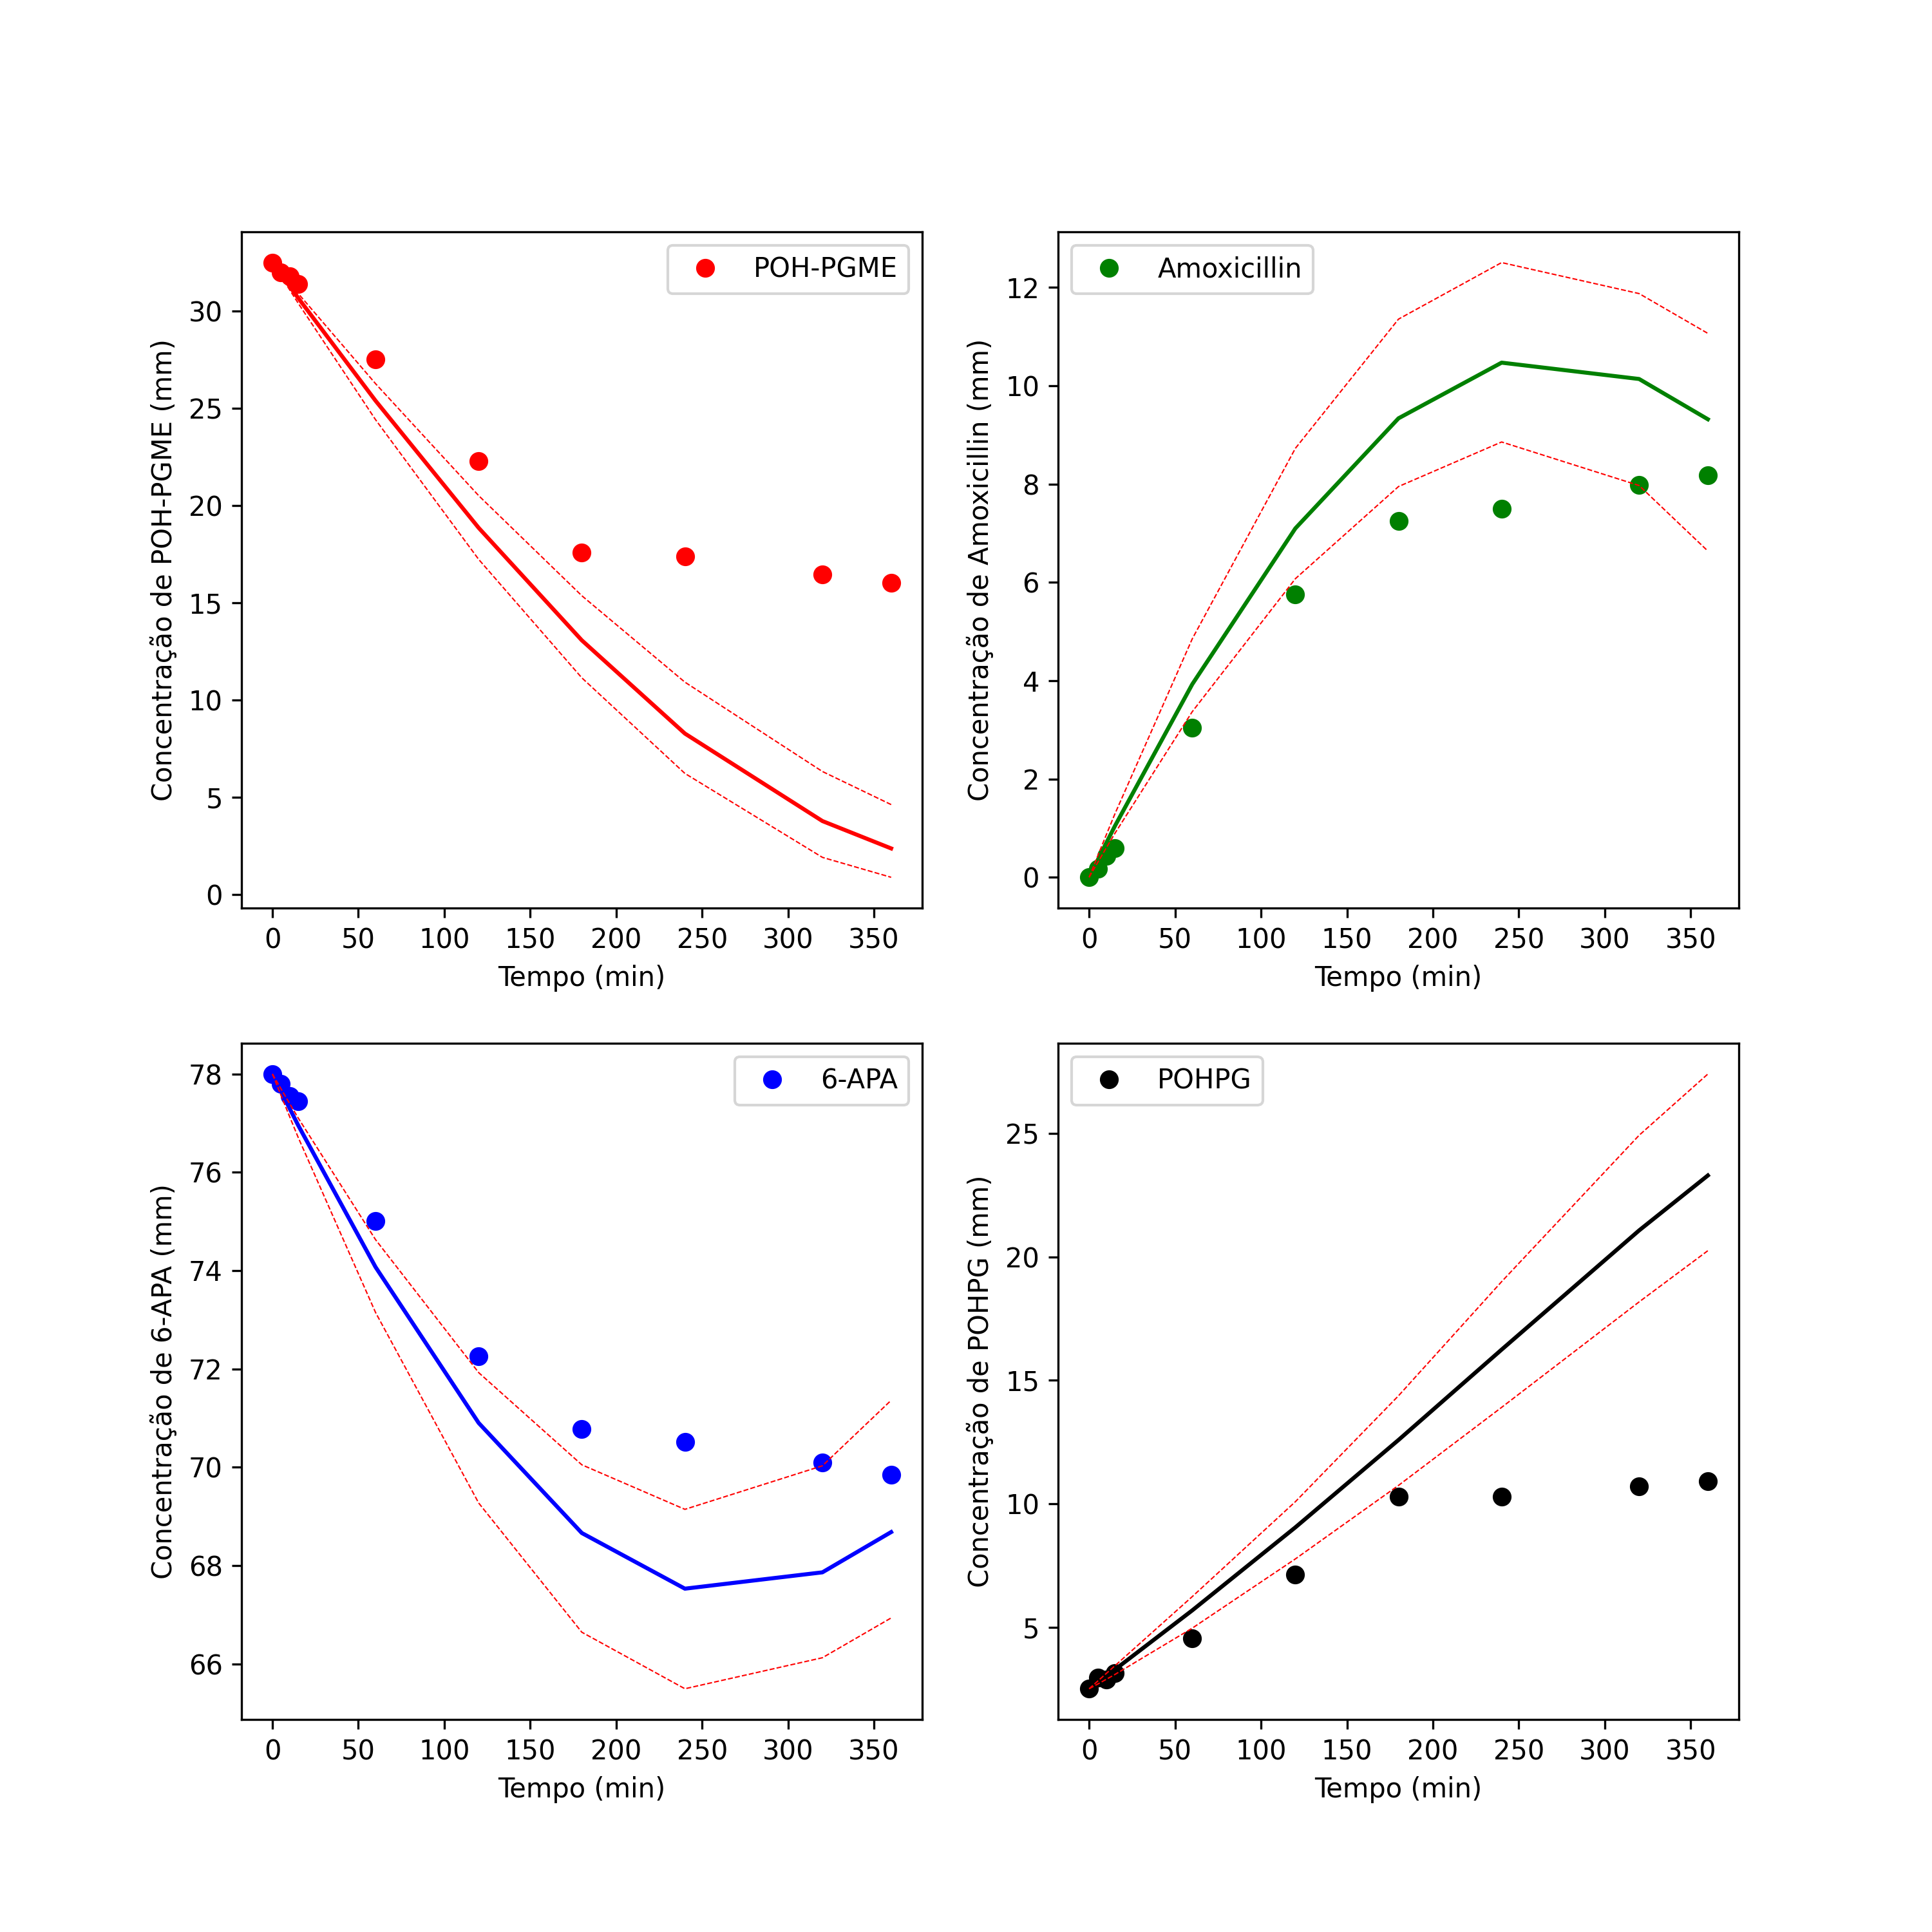 POH-PGME
Concentração de POH-PGME (mm)
30
25
20
15
10
5
0
0 50 100 150 200 250 300 350
Tempo (min)
Amoxicillin
Concentração de Amoxicillin (mm)
12
10
8
6
4
2
0
0 50 100 150 200 250 300 350
Tempo (min)
6-APA
Concentração de 6-APA (mm)
78
76
74
72
70
68
66
0 50 100 150 200 250 300 350
Tempo (min)
POHPG
Concentração de POHPG (mm)
25
20
15
10
5
0 50 100 150 200 250 300 350
Tempo (min)